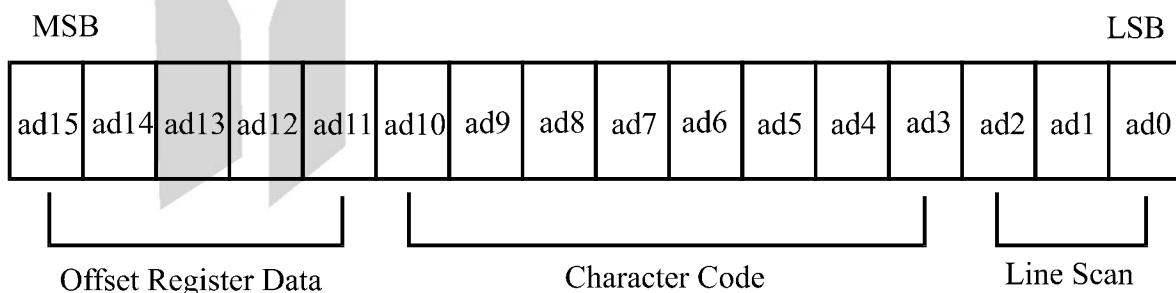 MSB LSB
ad15 ad14 ad13 ad12 ad11 ad10 ad9 ad8 ad7 ad6 ad5 ad4 ad3 ad2 ad1 ad0
Offset Register Data Character Code Line Scan